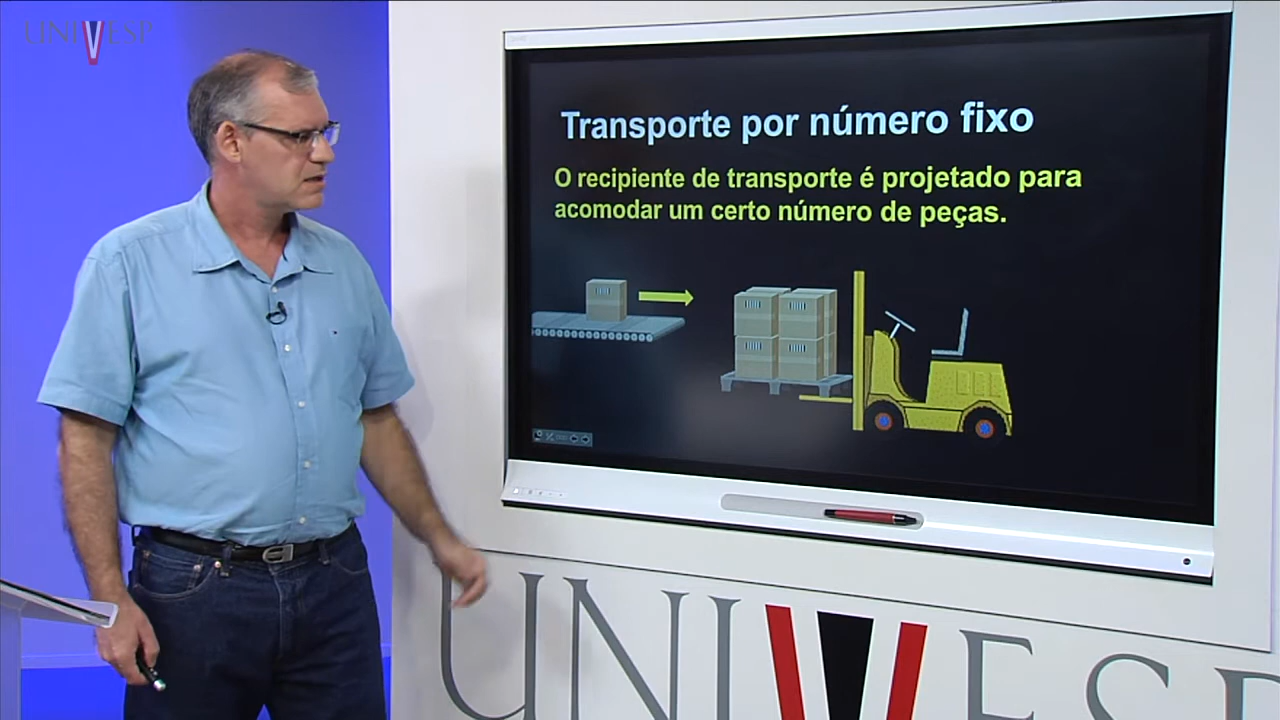 UNIVESP
Transporte por número fixo
O recipiente de transporte é projetado para
acomodar um certo número de peças.
UNIVESP